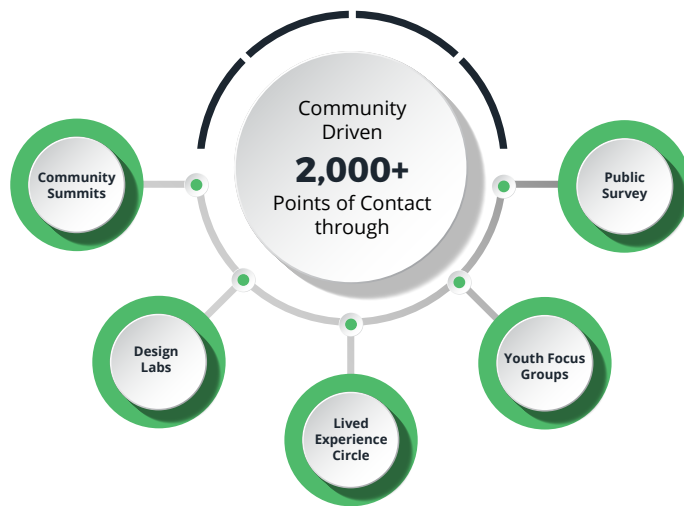 Community
Driven
2,000+
Points of Contact
through
Community
Summits
Design
Labs
Lived
Experience
Circle
Youth Focus
Groups
Public
Survey